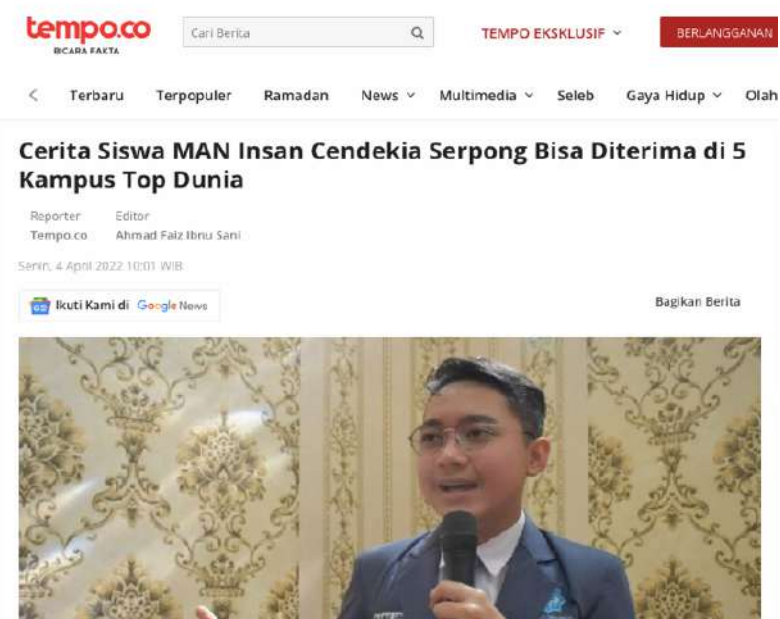 tempo.co
BICARA FAKTA
Cari Berita
TEMPO EKSKLUSIF
BERLANGGANAN
Terbaru Terpopuler Ramadan News Multimedia Seleb Gaya Hidup Olah
Cerita Siswa MAN Insan Cendekia Serpong Bisa Diterima di 5
Kampus Top Dunia
Reporter Editor
Tempo.co Ahmad Faiz Ibnu Sani
Senin, 4 April 2022 10:01 WIB
Ikuti Kami di Google News
Bagikan Berita